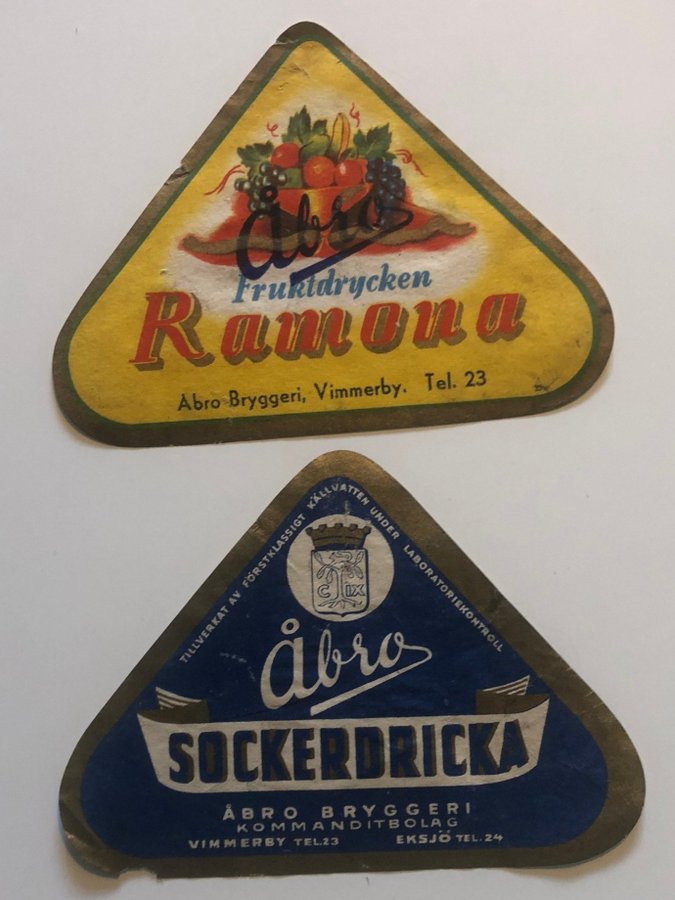 Åbro
Fruktdrycken
Ramona
Åbro Bryggeri, Vimmerby. Tel. 23
TILLVERKAT AV FÖRSTKLASSIGT KÄLLVATTEN UNDER LABORATORIEKONTROLL
C IX
Åbro
SOCKERDRICKA
ÅBRO BRYGGERI
KOMMANDITBOLAG
VIMMERBY TEL.23 EKSJÖ TEL.24